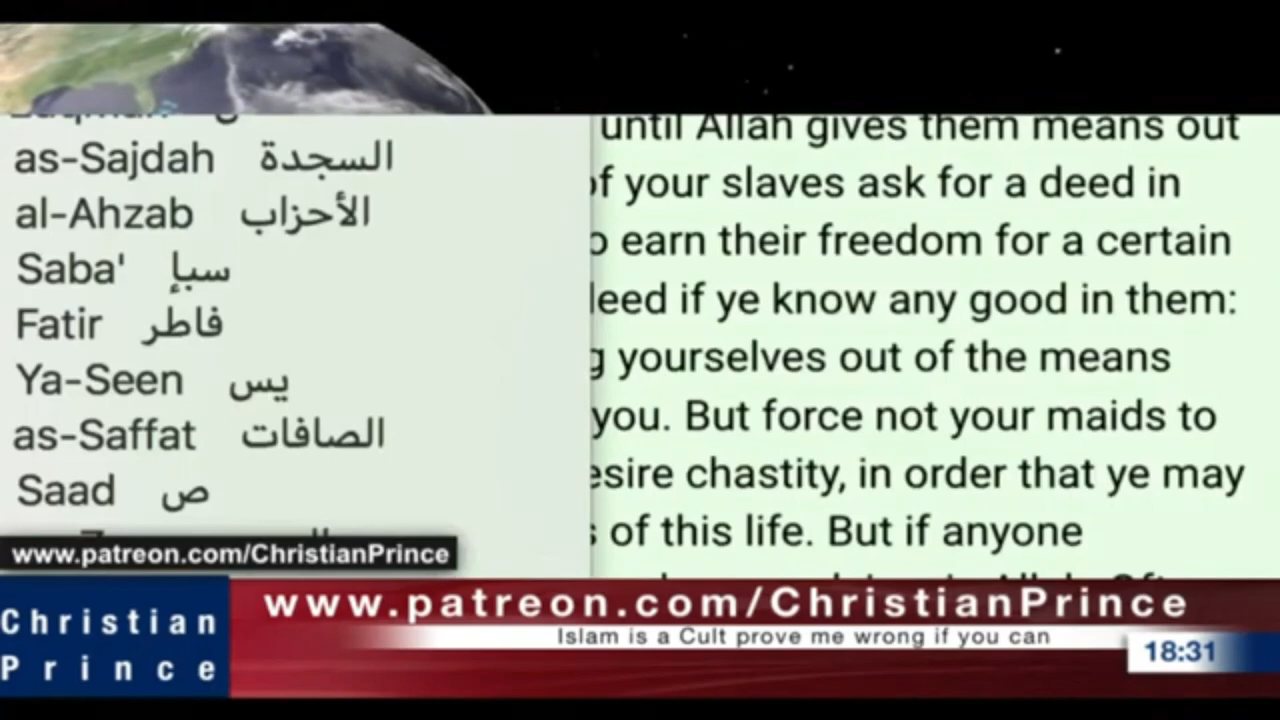 as-Sajdah السجدة
al-Ahzab الأحزاب
Saba' سبإ
Fatir فاطر
Ya-Seen يس
as-Saffat الصافات
Saad ص
until Allah gives them means out
of your slaves ask for a deed in
earn their freedom for a certain
if ye know any good in them:
yourselves out of the means
you. But force not your maids to
chastity, in order that ye may
of this life. But if anyone
www.patreon.com/ChristianPrince
Christian
Prince
www.patreon.com/ChristianPrince
Islam is a Cult prove me wrong if you can
18:31